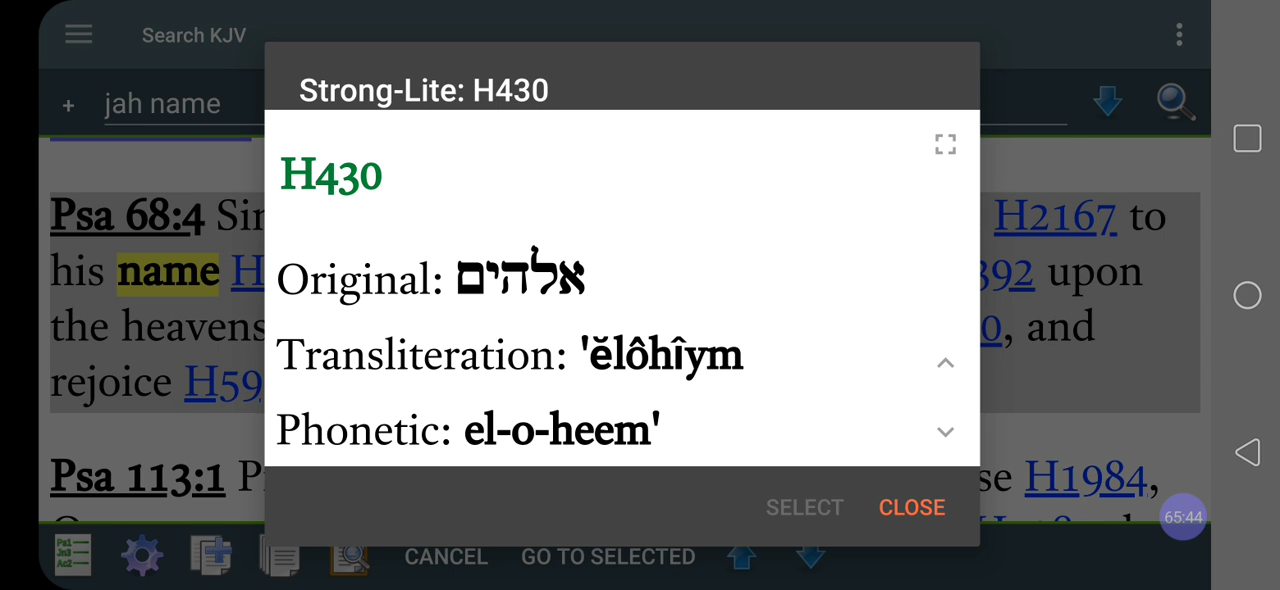 Search KJV
+ jah name
Strong-Lite: H430
H430
Original: אלהים
Transliteration: 'ĕlôhîym
Phonetic: el-o-heem'
SELECT CLOSE
Psa 68:4 H2167 to
his name upon
the heavens and
rejoice
Psa 113:1 H1984,
65:44
CANCEL GO TO SELECTED